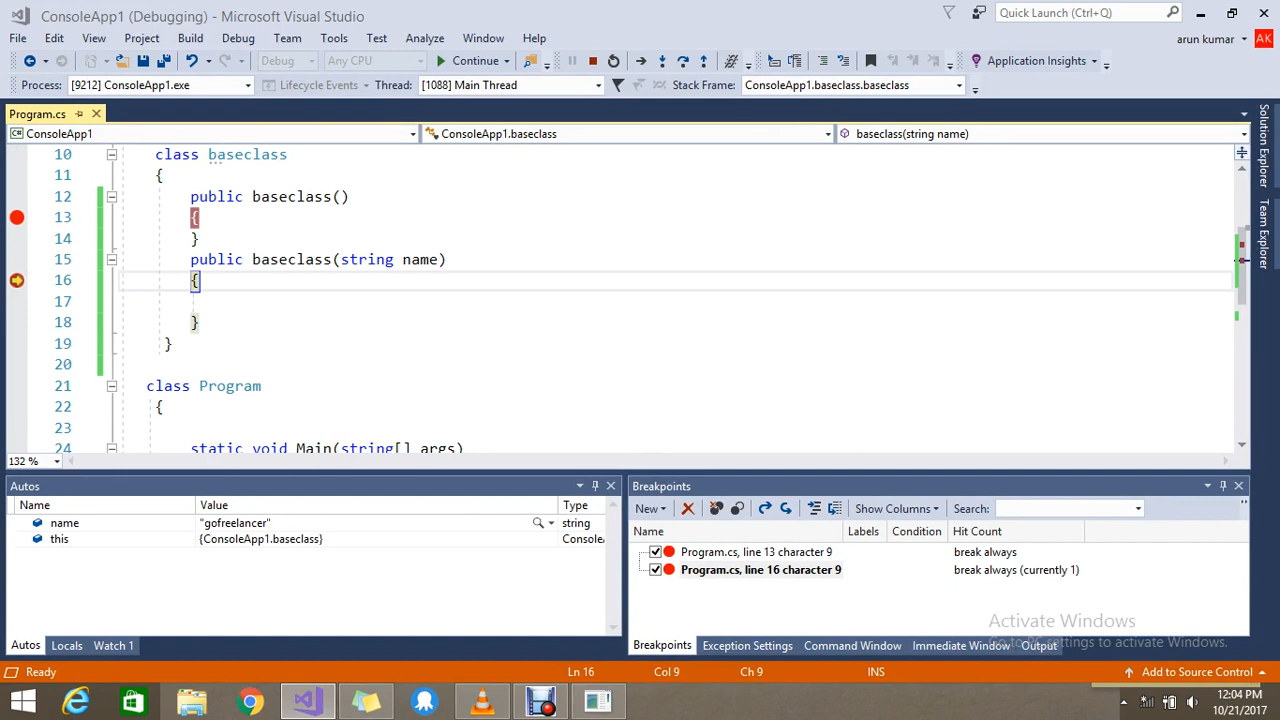 ConsoleApp1 (Debugging) - Microsoft Visual Studio
Quick Launch (Ctrl+Q)
File Edit View Project Build Debug Team Tools Test Analyze Window Help
arun kumar AK
Debug Any CPU Continue Application Insights
Process: [9212] ConsoleApp1.exe Lifecycle Events Thread: [1088] Main Thread Stack Frame: ConsoleApp1.baseclass.baseclass
Program.cs
ConsoleApp1 ConsoleApp1.baseclass baseclass(string name)
Solution Explorer
Team Explorer
10 class baseclass
11 {
12 public baseclass()
13 {
14 }
15 public baseclass(string name)
16 {
17
18 }
19 }
20
21 class Program
22 {
23
24 static void Main(string[] args)
132 %
Autos
Name Value Type
name "gofreelancer" string
this {ConsoleApp1.baseclass} Console
Autos Locals Watch 1
Breakpoints
New Show Columns Search:
Name Labels Condition Hit Count
Program.cs, line 13 character 9 break always
Program.cs, line 16 character 9 break always (currently 1)
Activate Windows
Go to PC settings to activate Windows.
Breakpoints Exception Settings Command Window Immediate Window Output
Ready Ln 16 Col 9 Ch 9 INS Add to Source Control
12:04 PM
10/21/2017